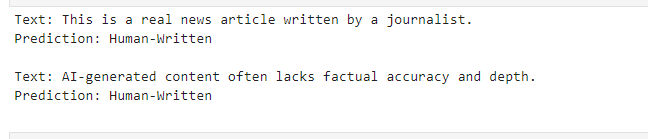 Text: This is a real news article written by a journalist.
Prediction: Human-Written
Text: AI-generated content often lacks factual accuracy and depth.
Prediction: Human-Written